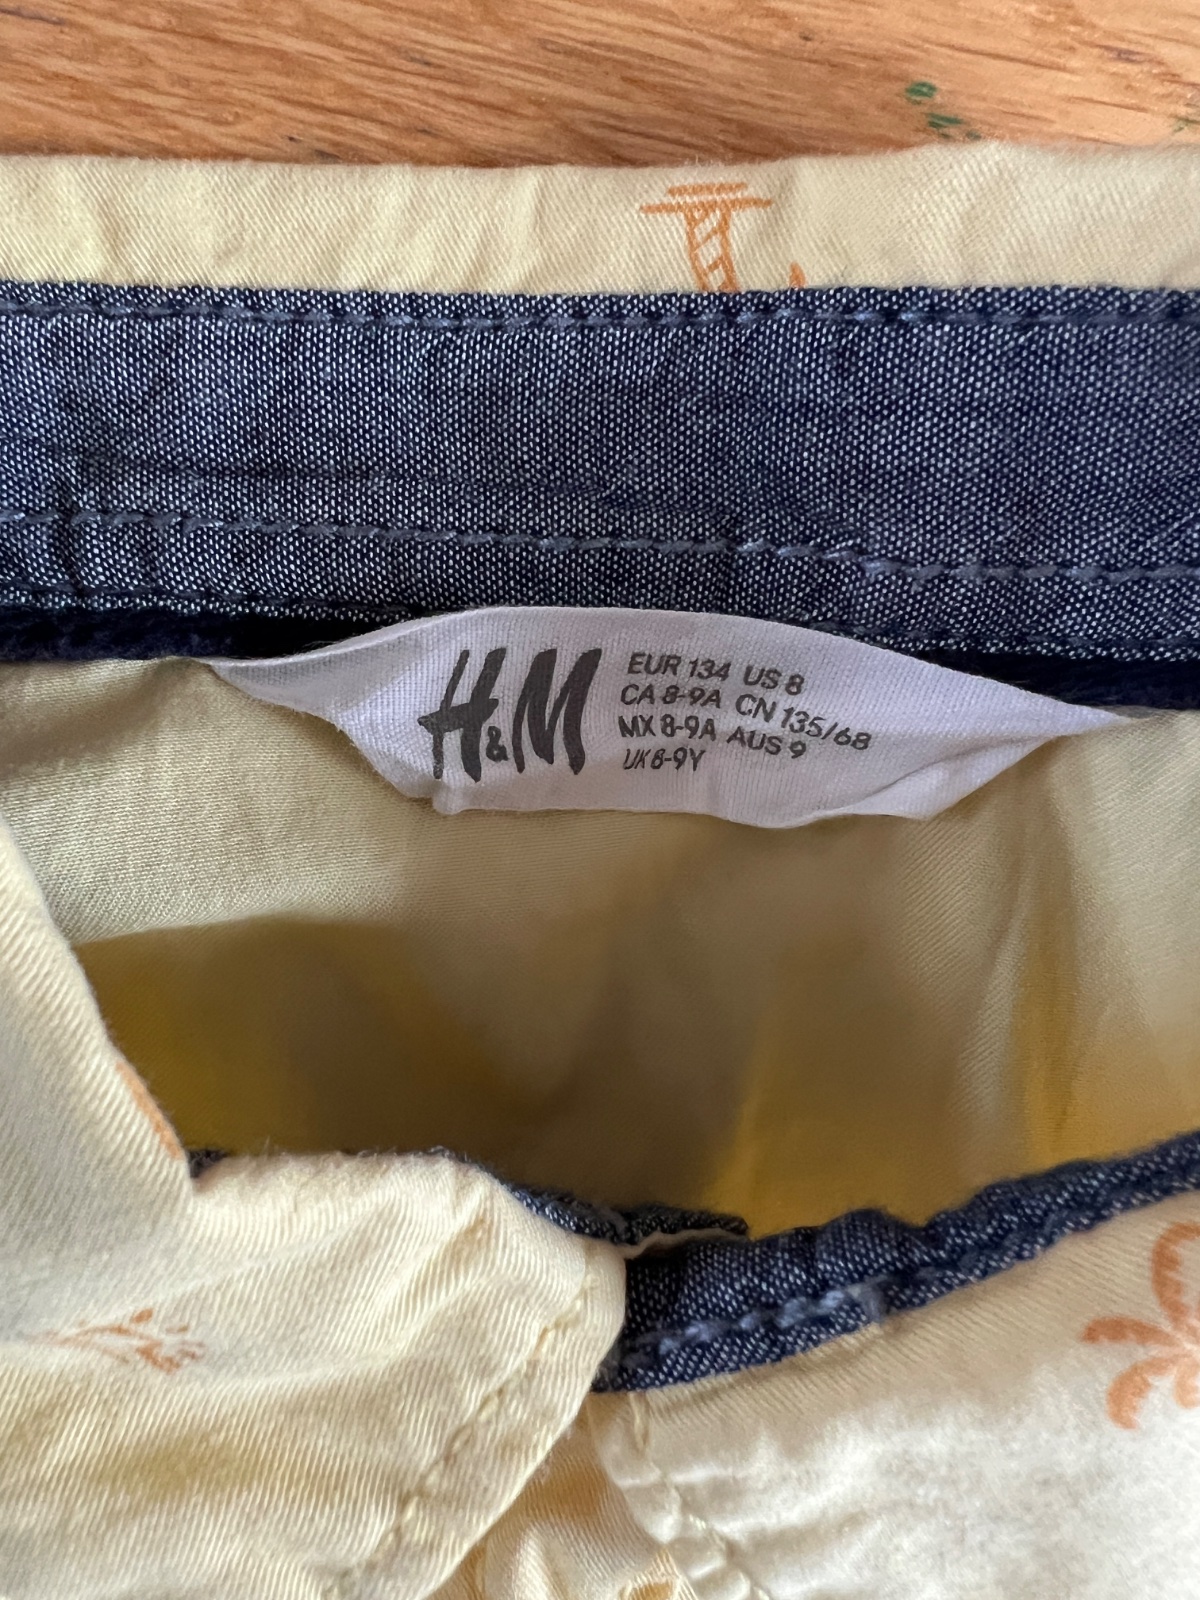 H&M
EUR 134 US 8
CA 8-9A CN 135/68
MX 8-9A AUS 9
UK 8-9Y